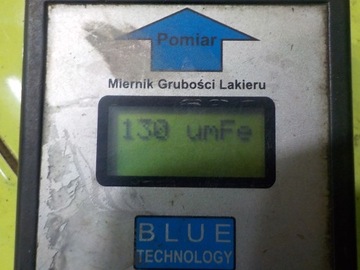 Pomiar
Miernik Grubości Lakieru
130 umFe
BLUE
TECHNOLOGY